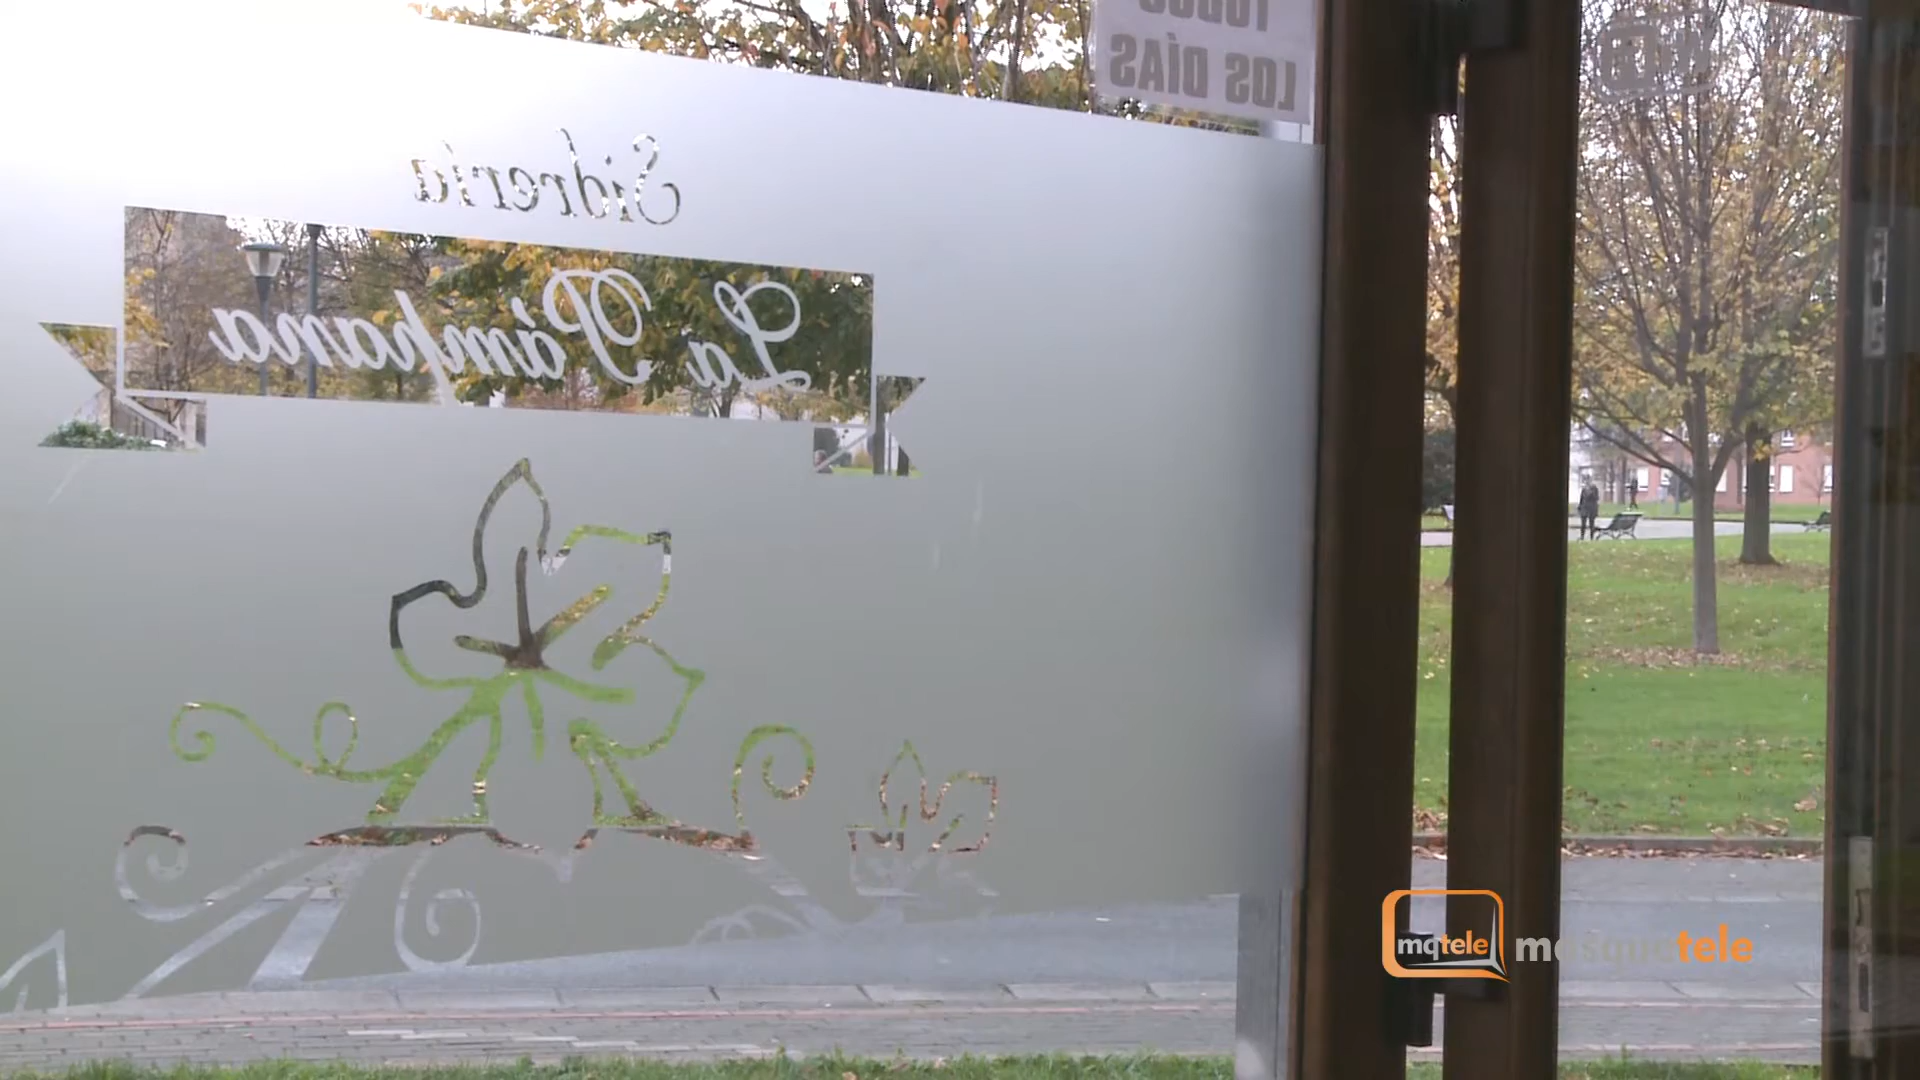 TODOS
LOS DÍAS
Sidrería
La Pámpana
mqtele masquetele